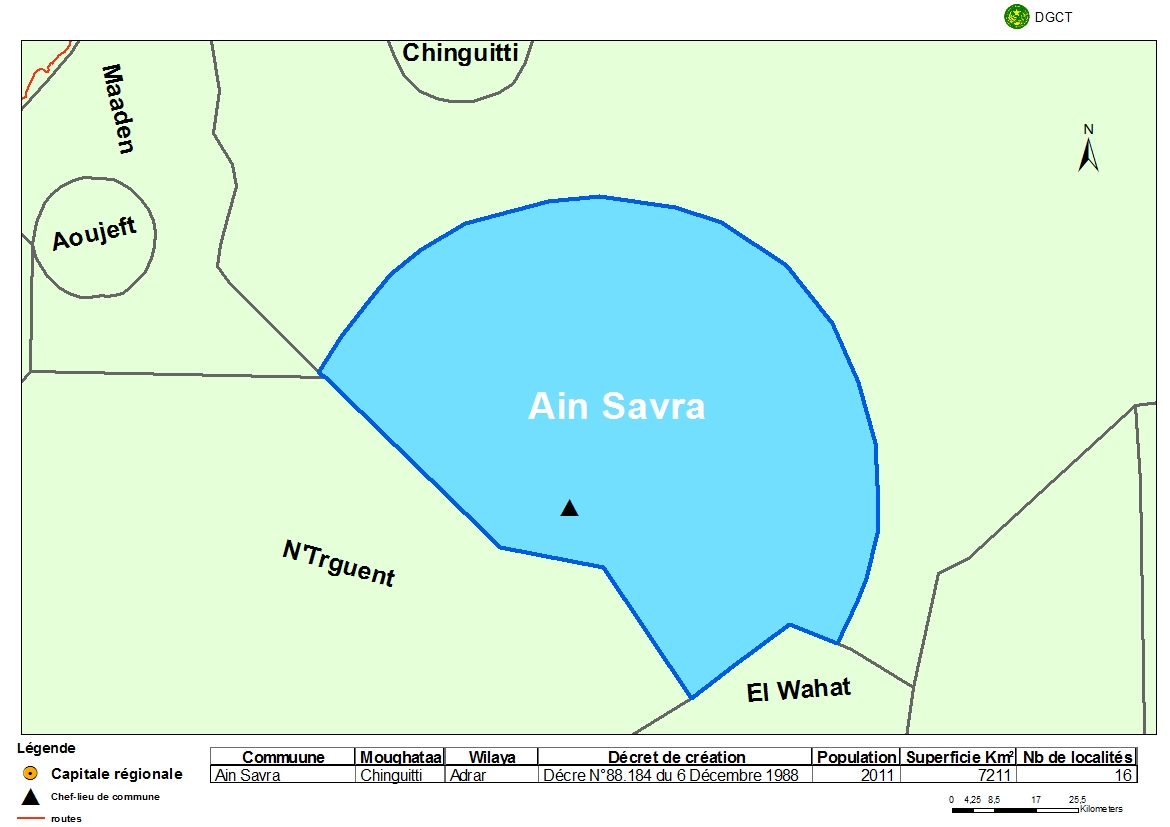 DGCT
Chinguitti
Maaden
N
Aoujeft
Ain Savra
N'Trguent
El Wahat
Légende
Capitale régionale
Chef-lieu de commune
routes
Commuune Moughataa Wilaya Décret de création Population Superficie Km² Nb de localités
Ain Savra Chinguitti Adrar Décre N°88.184 du 6 Décembre 1988 2011 7211 16
0 4,25 8,5 17 25,5
Kilometers